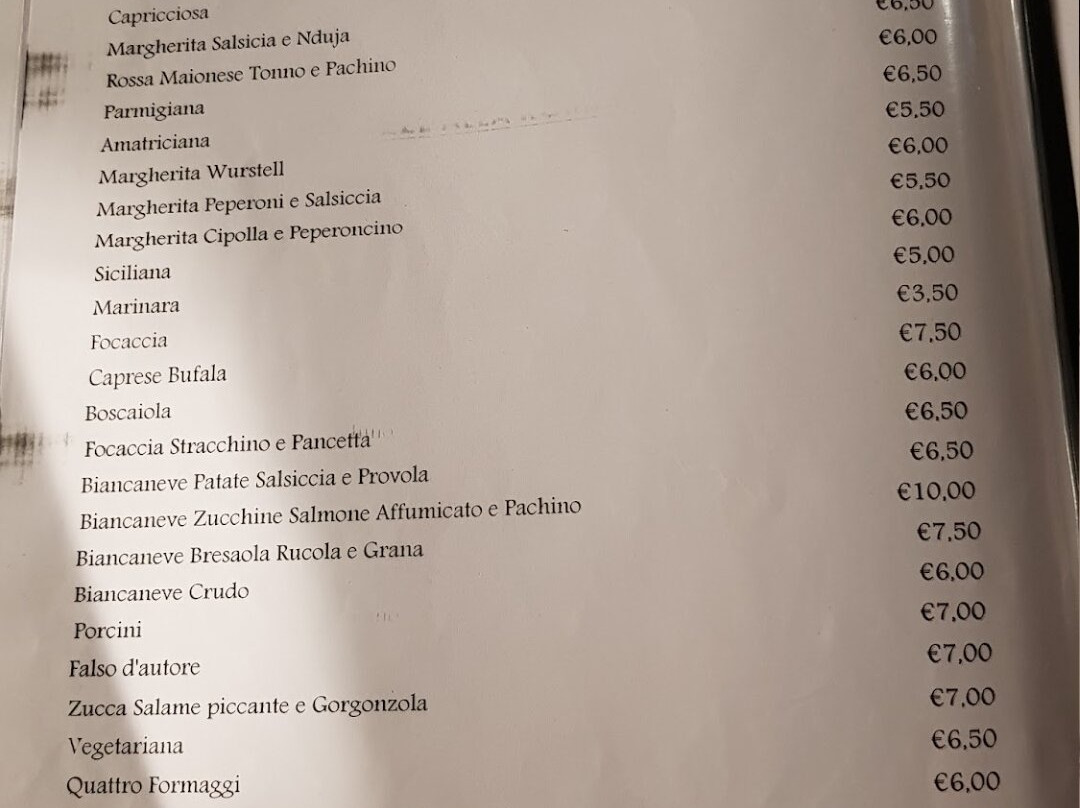 Capricciosa
Margherita Salsicia e Nduja
Rossa Maionese Tonno e Pachino €6,50
Parmigiana €6,00
Amatriciana €6,50
Margherita Wurstell €5,50
Margherita Peperoni e Salsiccia €6,00
Margherita Cipolla e Peperoncino €5,50
Siciliana €6,00
Marinara €5,00
Focaccia €3,50
Caprese Bufala €7,50
Boscaiola €6,00
Focaccia Stracchino e Pancetta €6,50
Biancaneve Patate Salsiccia e Provola €6,50
Biancaneve Zucchine Salmone Affumicato e Pachino €10,00
Biancaneve Bresaola Rucola e Grana €7,50
Biancaneve Crudo €6,00
Porcini €7,00
Falso d'autore €7,00
Zucca Salame piccante e Gorgonzola €7,00
Vegetariana €6,50
Quattro Formaggi €6,00